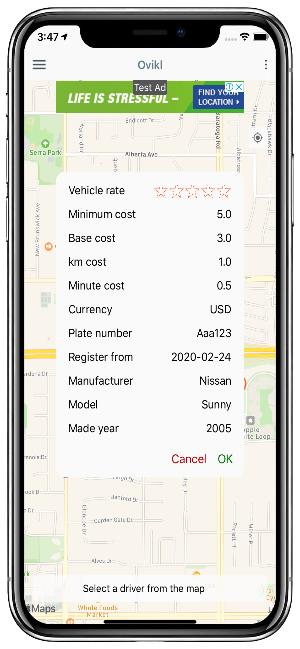 3:47
Ovikl
Test Ad
LIFE IS STRESSFUL –
FIND YOUR
LOCATION
Endicott Dr
Serra Park
Alberta Ave
Vehicle rate
Minimum cost 5.0
Base cost 3.0
km cost 1.0
Minute cost 0.5
Currency USD
Plate number Aaa123
Register from 2020-02-24
Manufacturer Nissan
Model Sunny
Made year 2005
Cancel OK
Select a driver from the map
Maps
Whole Foods
Market